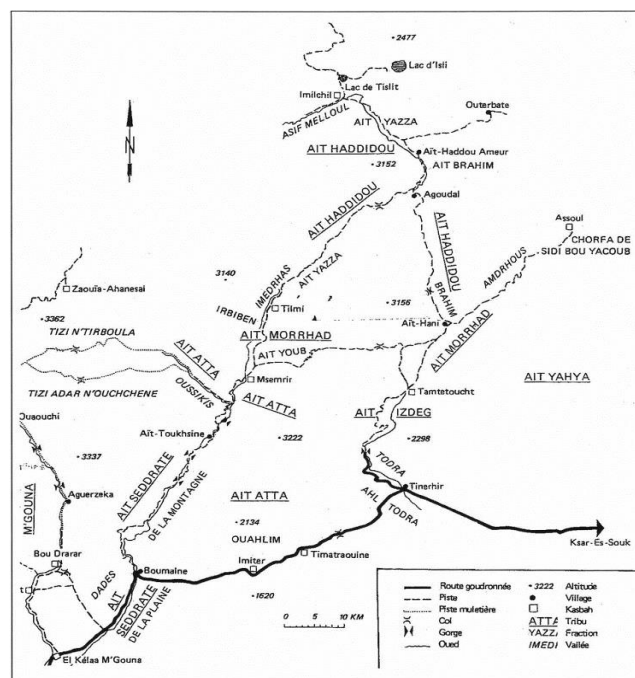 2477
Lac d'Isli
Lac de Tislit
Imilchil
ASIF MELLOUL
AIT YAZZA
Outerbate
AIT HADDIDOU
Aït-Haddou Ameur
3152
AIT BRAHIM
Agoudal
AIT HADDIDOU
AIT HADDIDOU
Assoul
CHORFA DE
SIDI BOU YACOUB
AMDRHOUS
N
Zaouïa-Ahanesal
3140
IMEDRHAS
AIT YAZZA
IRBIBEN
Tilmi
3156
BRAHIM
Aït-Hani
3362
TIZI N'TIRBOULA
AIT MORRHAD
AIT MORRHAD
AIT ATTA
AIT YOUB
OUSSIKIS
Msemrir
AIT YAHYA
TIZI ADAR N'OUCHCHENE
AIT ATTA
Tamtetoucht
AIT IZDEG
Ouaouchi
Aït-Toukhsine
3222
2298
3337
TODRA
AIT SEDDRATE
DE LA MONTAGNE
Aguerzeka
AIT ATTA
Tinerhir
M'GOUNA
2134
AHL TODRA
OUAHLIM
Ksar-Es-Souk
Bou Drarar
Imiter
Timatraouine
DADES
Boumalne
t
AIT SEDDRATE
DE LA PLAINE
1620
0 10 KM
El Kélaa M'Gouna
Route goudronnée
Piste
Piste muletière
Col
Gorge
Oued
3222 Altitude
Village
Kasbah
ATTA Tribu
YAZZA Fraction
IMEDI Vallée